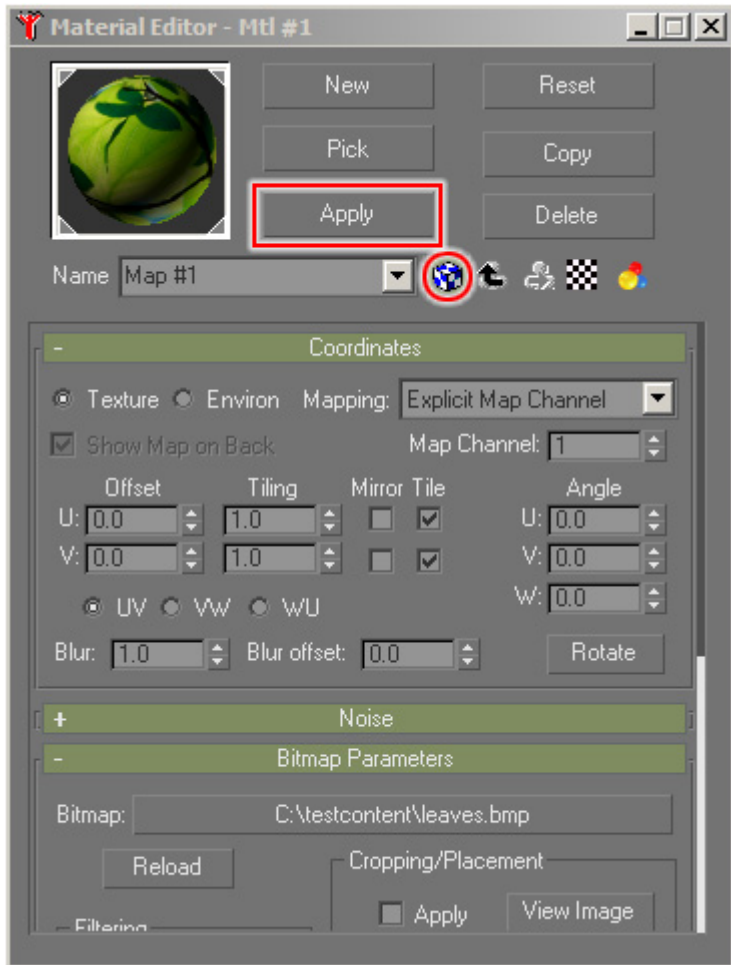 Material Editor - Mtl #1
New Reset
Pick Copy
Apply Delete
Name Map #1
- Coordinates
Texture Environ Mapping: Explicit Map Channel
Show Map on Back Map Channel: 1
Offset Tiling Mirror Tile Angle
U: 0.0 1.0 U: 0.0
V: 0.0 1.0 V: 0.0
UV VW WU W: 0.0
Blur: 1.0 Blur offset: 0.0 Rotate
+ Noise
- Bitmap Parameters
Bitmap: C:\testcontent\leaves.bmp
Reload Cropping/Placement
Apply View Image
Filtering